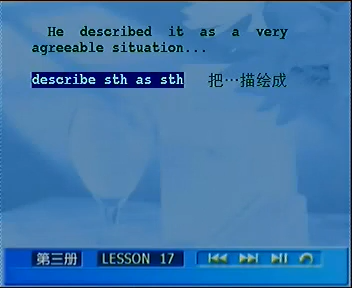 He described it as a very
agreeable situation...
describe sth as sth 把…描绘成
第三册 LESSON 17